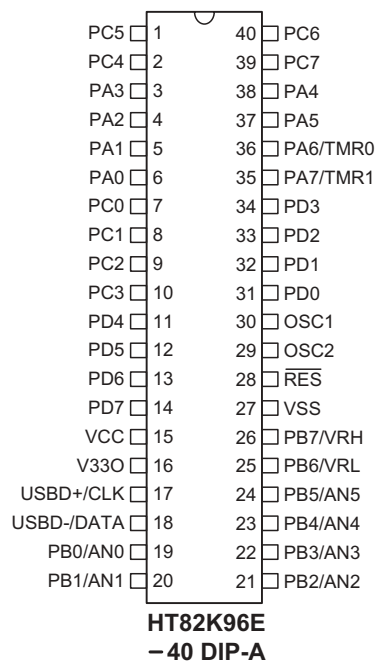 PC5 1 40 PC6
PC4 2 39 PC7
PA3 3 38 PA4
PA2 4 37 PA5
PA1 5 36 PA6/TMR0
PA0 6 35 PA7/TMR1
PC0 7 34 PD3
PC1 8 33 PD2
PC2 9 32 PD1
PC3 10 31 PD0
PD4 11 30 OSC1
PD5 12 29 OSC2
PD6 13 28 RES
PD7 14 27 VSS
VCC 15 26 PB7/VRH
V33O 16 25 PB6/VRL
USBD+/CLK 17 24 PB5/AN5
USBD-/DATA 18 23 PB4/AN4
PB0/AN0 19 22 PB3/AN3
PB1/AN1 20 21 PB2/AN2
HT82K96E
–40 DIP-A